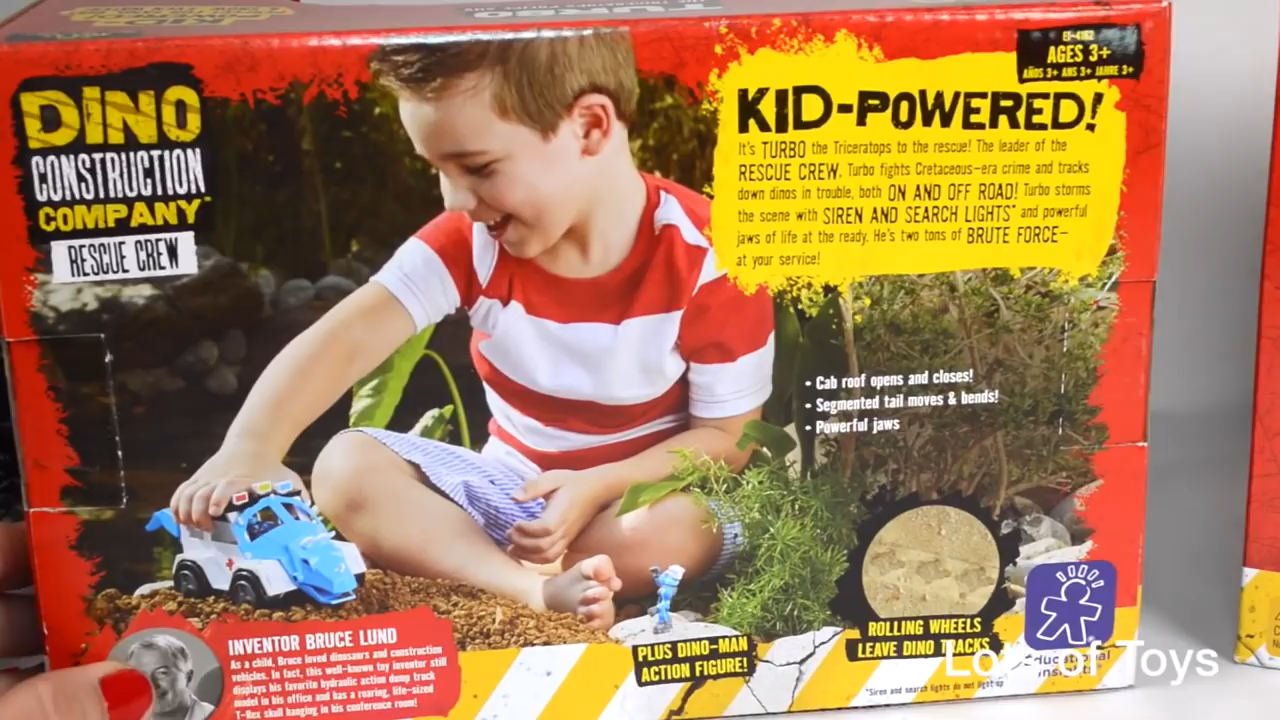 TURBO
DINO
CONSTRUCTION
COMPANY™
RESCUE CREW
EI-4162
AGES 3+
AÑOS 3+ ANS 3+ JAHRE 3+
KID-POWERED!
It's TURBO the Triceratops to the rescue! The leader of the
RESCUE CREW, Turbo fights Cretaceous-era crime and tracks
down dinos in trouble, both ON AND OFF ROAD! Turbo storms
the scene with SIREN AND SEARCH LIGHTS* and powerful
jaws of life at the ready. He's two tons of BRUTE FORCE—
at your service!
• Cab roof opens and closes!
• Segmented tail moves & bends!
• Powerful jaws
INVENTOR BRUCE LUND
As a child, Bruce loved dinosaurs and construction
vehicles. In fact, this well-known toy inventor still
displays his favorite hydraulic action dump truck
model in his office and has a roaring, life-sized
T-Rex skull hanging in his conference room!
PLUS DINO-MAN
ACTION FIGURE!
ROLLING WHEELS
LEAVE DINO TRACKS
Educational
Insights
*Siren and search lights do not light up
Lots of Toys